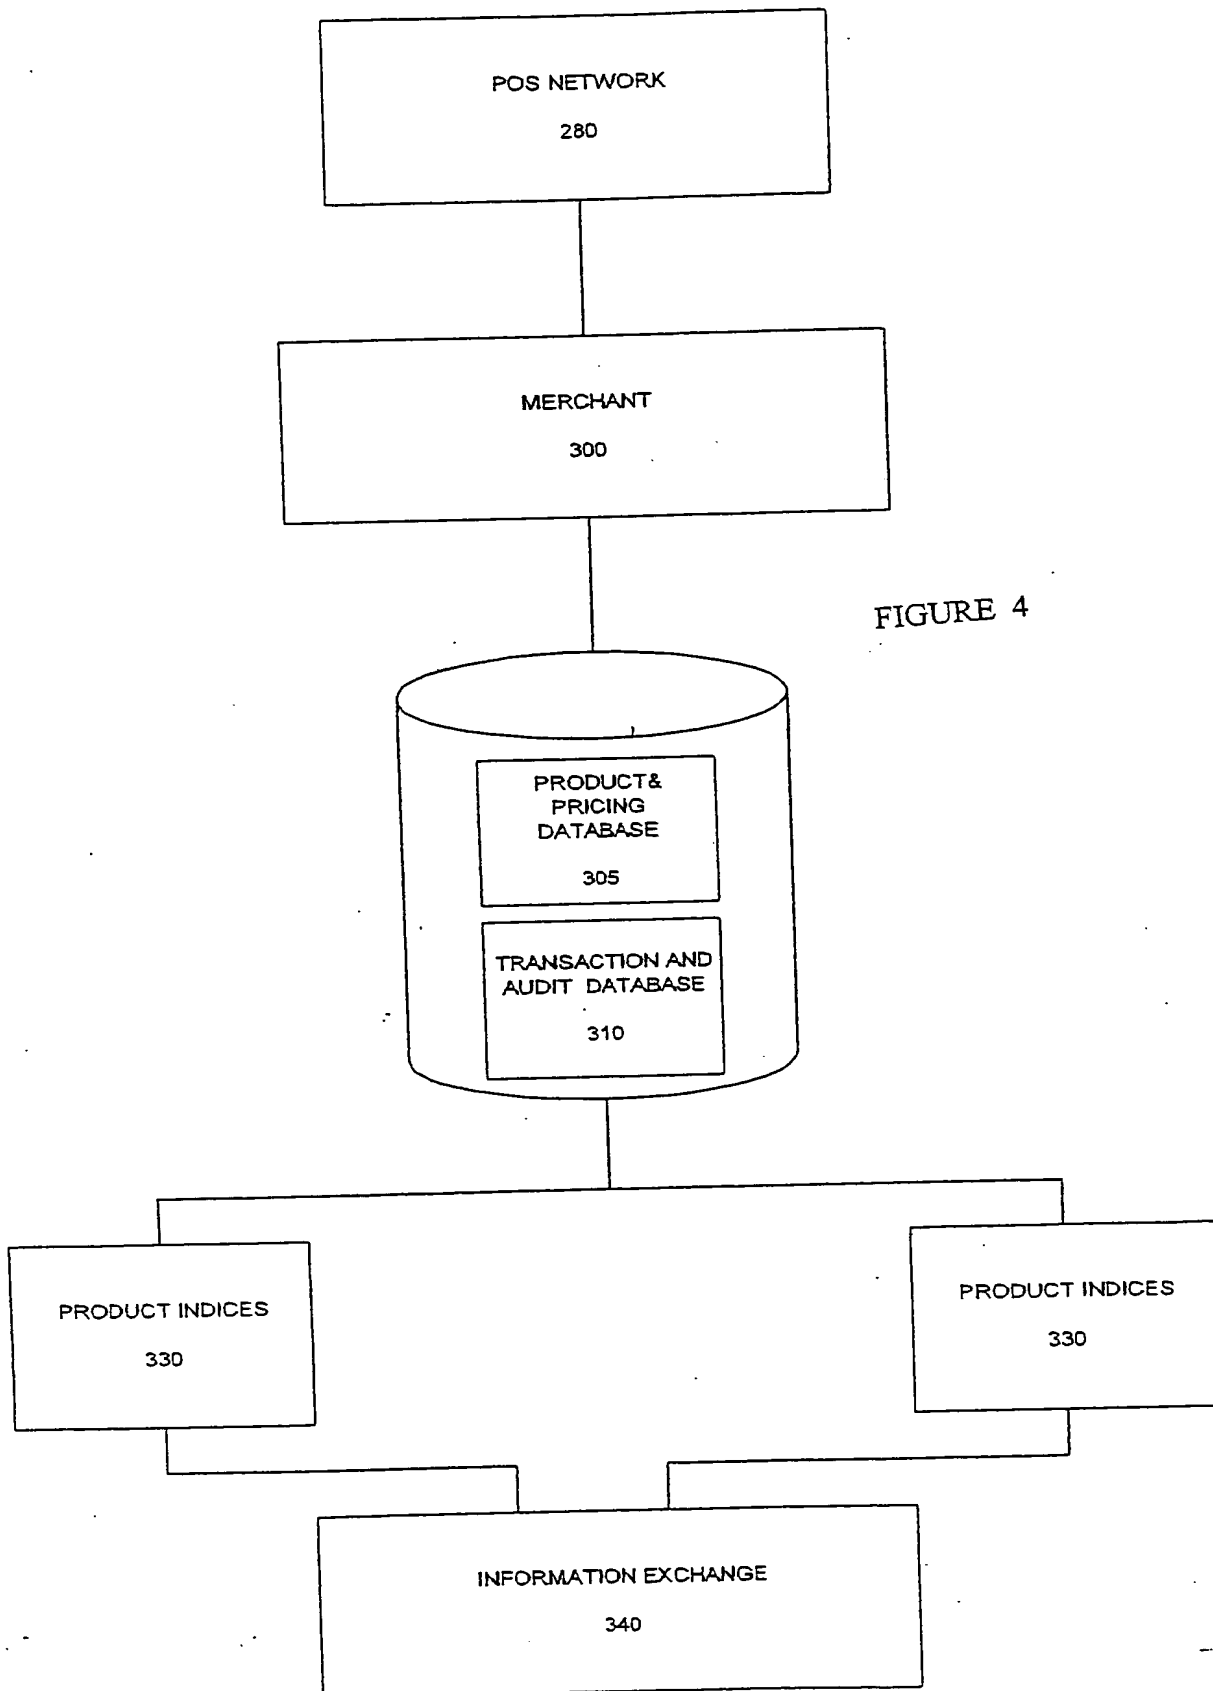 POS NETWORK
280
MERCHANT
300
FIGURE 4
PRODUCT&
PRICING
DATABASE
305
TRANSACTION AND
AUDIT DATABASE
310
PRODUCT INDICES
330
PRODUCT INDICES
330
INFORMATION EXCHANGE
340